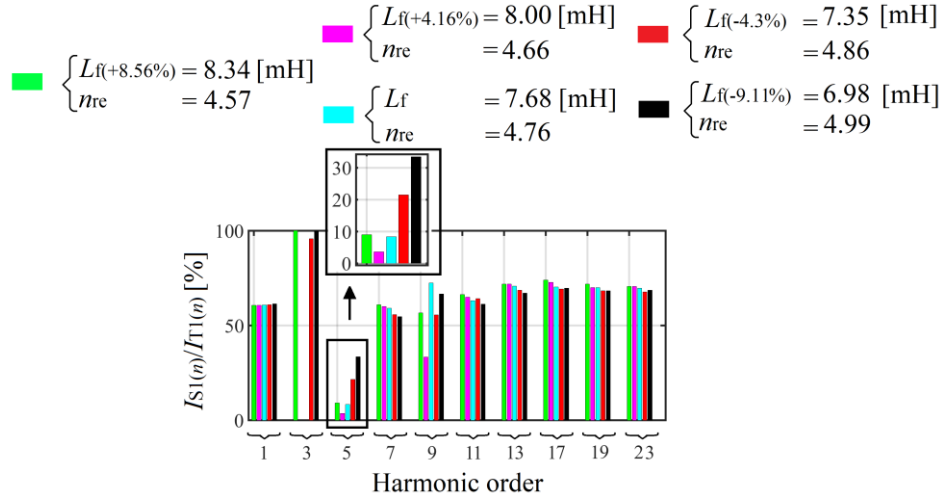 Lf(+8.56%) = 8.34 [mH]
nre = 4.57
Lf(+4.16%) = 8.00 [mH]
nre = 4.66
Lf = 7.68 [mH]
nre = 4.76
Lf(-4.3%) = 7.35 [mH]
nre = 4.86
Lf(-9.11%) = 6.98 [mH]
nre = 4.99
30
20
10
0
100
50
0
IS1(n)/IT1(n) [%]
1 3 5 7 9 11 13 17 19 23
Harmonic order